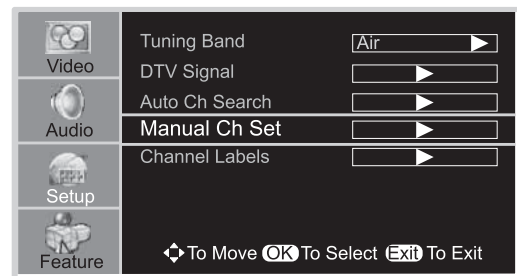 Video
Audio
Setup
Feature
Tuning Band Air
DTV Signal
Auto Ch Search
Manual Ch Set
Channel Labels
To Move OK To Select Exit To Exit